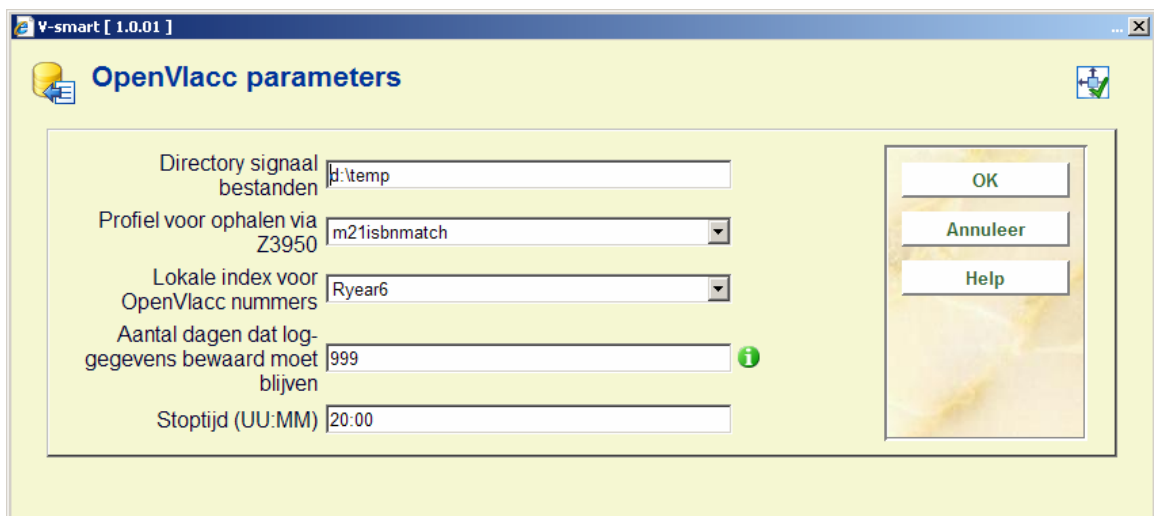 V-smart [ 1.0.01 ]
...
OpenVlacc parameters
Directory signaal
bestanden
d:\temp
Profiel voor ophalen via
Z3950
m21isbnmatch
Lokale index voor
OpenVlacc nummers
Ryear6
Aantal dagen dat log-
gegevens bewaard moet
blijven
999
Stoptijd (UU:MM)
20:00
OK
Annuleer
Help